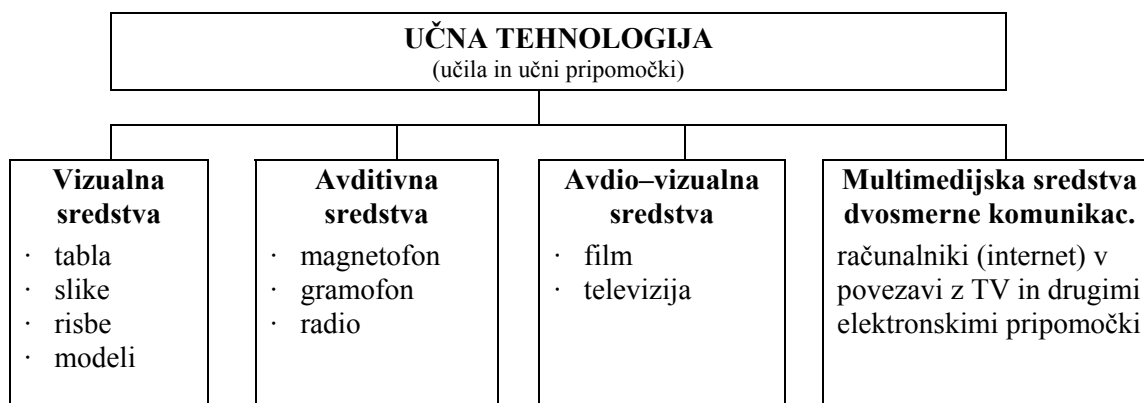 UČNA TEHNOLOGIJA
(učila in učni pripomočki)
Vizualna
sredstva
· tabla
· slike
· risbe
· modeli
Avditivna
sredstva
· magnetofon
· gramofon
· radio
Avdio–vizualna
sredstva
· film
· televizija
Multimedijska sredstva
dvosmerne komunikac.
računalniki (internet) v
povezavi z TV in drugimi
elektronskimi pripomočki